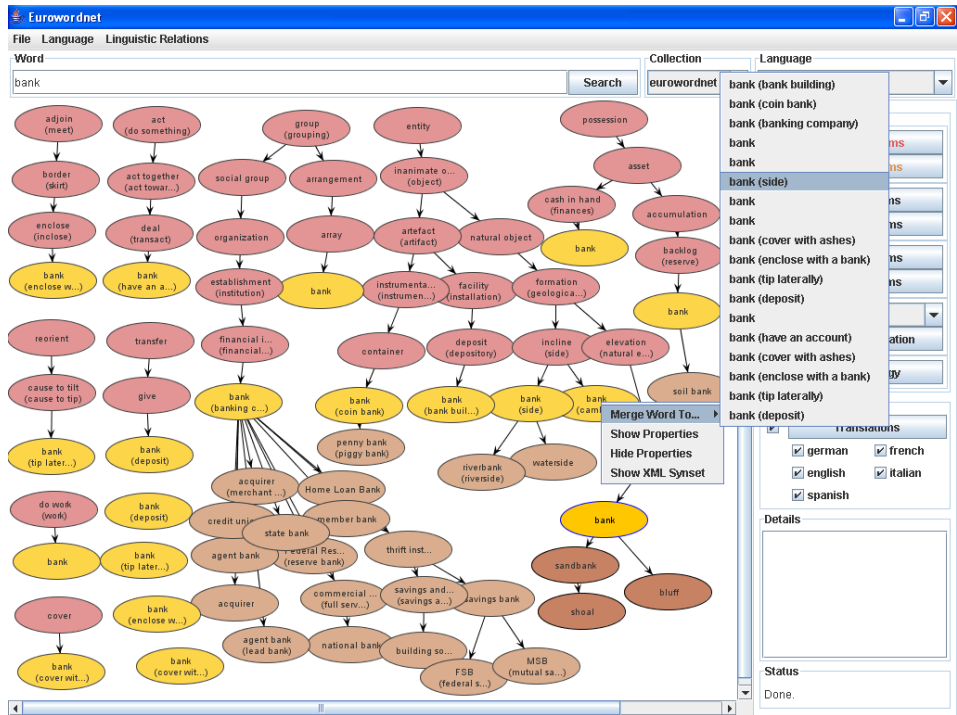 Eurowordnet
File Language Linguistic Relations
Word
bank
Search
Collection
eurowordnet
Language
adjoin
(meet)
border
(skirt)
enclose
(inclose)
bank
(enclose w...)
act
(do something)
act together
(act towar...)
deal
(transact)
bank
(have an a...)
group
(grouping)
social group
arrangement
organization
array
establishment
(institution)
bank
financial i...
(financial...)
bank
(banking c...)
entity
inanimate o...
(object)
artefact
(artifact)
natural object
instrumenta...
(instrumen...)
facility
(installation)
formation
(geologica...)
container
deposit
(depository)
incline
(side)
elevation
(natural e...)
bank
(coin bank)
bank
(bank buil...)
bank
(side)
bank
penny bank
(piggy bank)
riverbank
(riverside)
waterside
possession
asset
cash in hand
(finances)
accumulation
bank
backlog
(reserve)
bank
soil bank
reorient
cause to tilt
(cause to tip)
bank
(tip later...)
transfer
give
bank
(deposit)
do work
(work)
bank
bank
(deposit)
bank
(tip later...)
cover
bank
(cover wit...)
bank
(enclose w...)
bank
(cover wit...)
acquirer
(merchant ...)
Home Loan Bank
member bank
state bank
agent bank
(reserve bank)
thrift inst...
acquirer
commercial ...
(full serv...)
savings and...
(savings a...)
savings bank
agent bank
(lead bank)
national bank
building so...
FSB
(federal s...)
MSB
(mutual sa...)
bank
sandbank
shoal
bluff
Merge Word To...
Show Properties
Hide Properties
Show XML Synset
bank (bank building)
bank (coin bank)
bank (banking company)
bank
bank
bank (side)
bank
bank
bank (cover with ashes)
bank (enclose with a bank)
bank (tip laterally)
bank (deposit)
bank
bank (have an account)
bank (cover with ashes)
bank (enclose with a bank)
bank (tip laterally)
bank (deposit)
Translations
german french
english italian
spanish
Details
Status
Done.